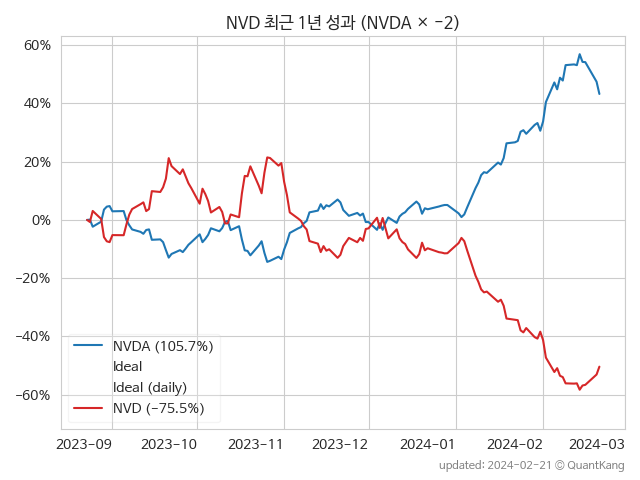 NVD 최근 1년 성과 (NVDA × −2)
60%
40%
20%
0%
−20%
−40%
−60%
NVDA (105.7%)
Ideal
Ideal (daily)
NVD (−75.5%)
2023−09 2023−10 2023−11 2023−12 2024−01 2024−02 2024−03
updated: 2024−02−21 © QuantKang